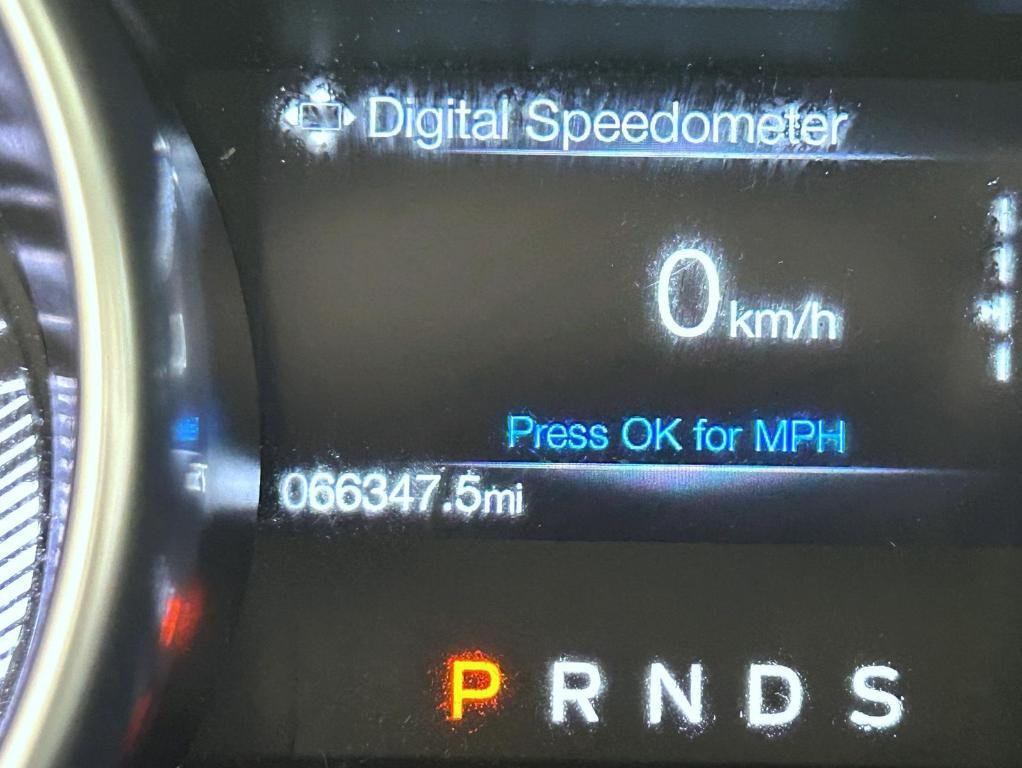 Digital Speedometer
0 km/h
Press OK for MPH
066347.5mi
P R N D S